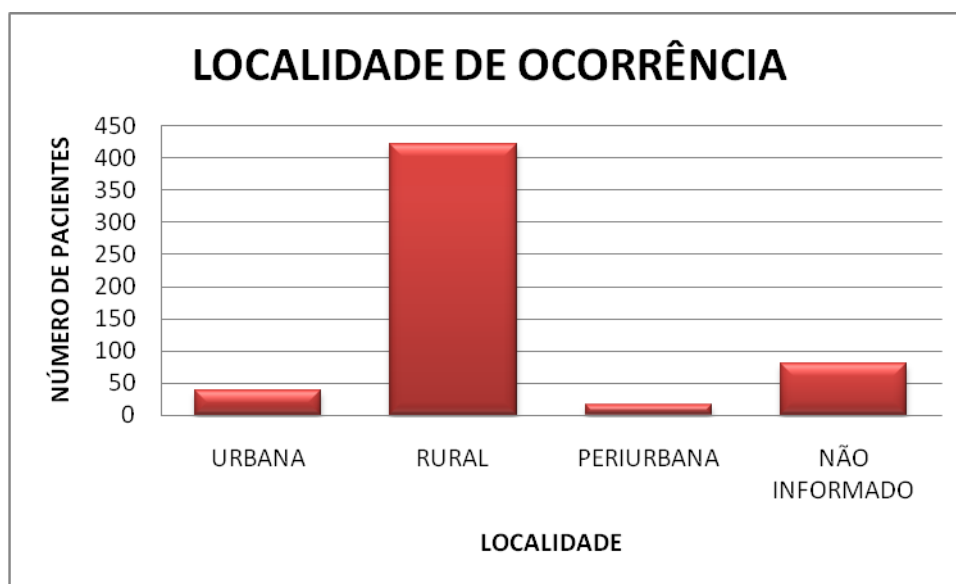 LOCALIDADE DE OCORRÊNCIA
NÚMERO DE PACIENTES
450
400
350
300
250
200
150
100
50
0
URBANA
RURAL
PERIURBANA
NÃO
INFORMADO
LOCALIDADE